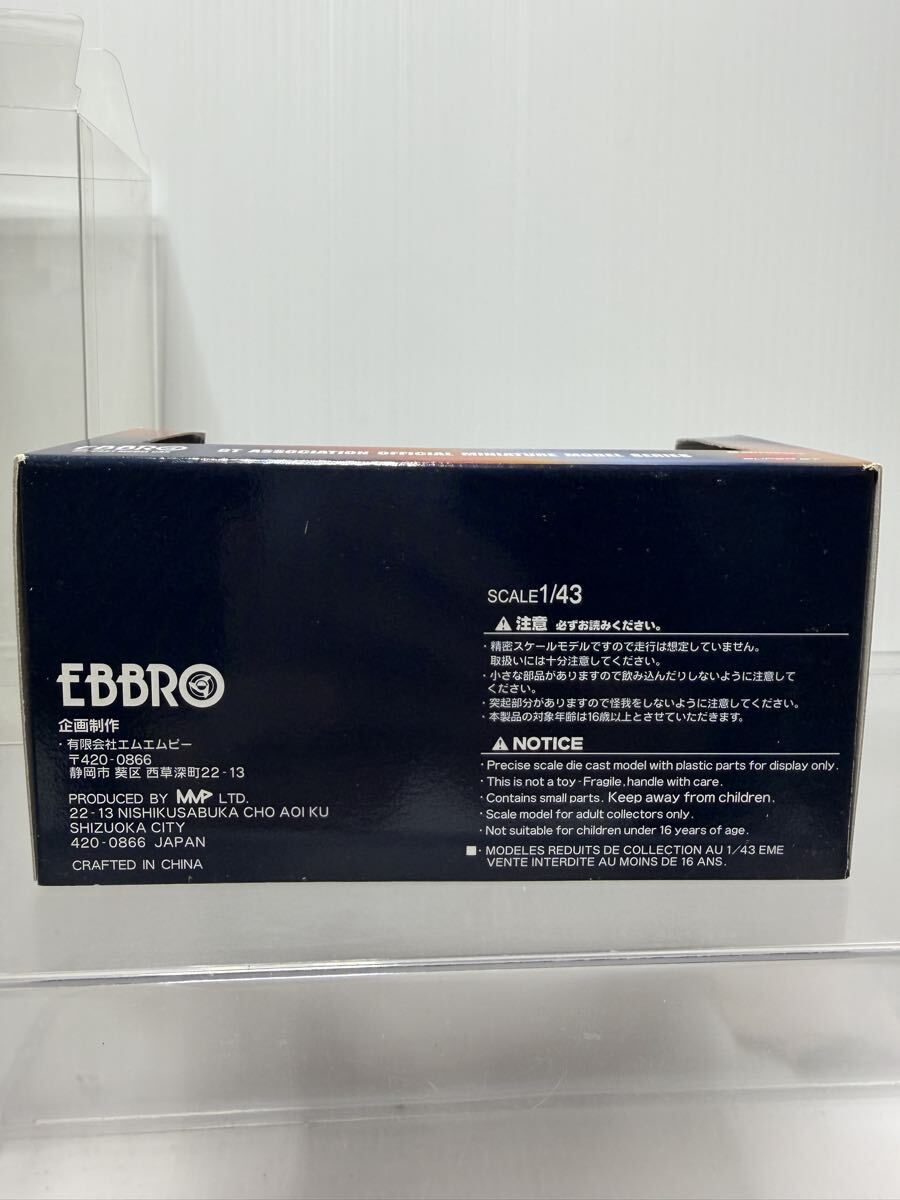 EBBRO GT ASSOCIATION OFFICIAL MINIATURE MODEL SERIES
SCALE 1/43
⚠ 注意 必ずお読みください。
・精密スケールモデルですので走行は想定していません。
取扱いには十分注意してください。
・小さな部品がありますので飲み込んだりしないように注意して
ください。
・突起部分がありますので怪我をしないように注意してください。
・本製品の対象年齢は16歳以上とさせていただきます。
⚠ NOTICE
・Precise scale die cast model with plastic parts for display only.
・This is not a toy - Fragile, handle with care.
・Contains small parts. Keep away from children.
・Scale model for adult collectors only.
・Not suitable for children under 16 years of age.
■・MODELES REDUITS DE COLLECTION AU 1/43 EME
VENTE INTERDITE AU MOINS DE 16 ANS.
EBBRO
企画制作
・有限会社エムエムピー
〒420-0866
静岡市 葵区 西草深町22-13
PRODUCED BY MMP LTD.
22-13 NISHIKUSABUKA CHO AOI KU
SHIZUOKA CITY
420-0866 JAPAN
CRAFTED IN CHINA